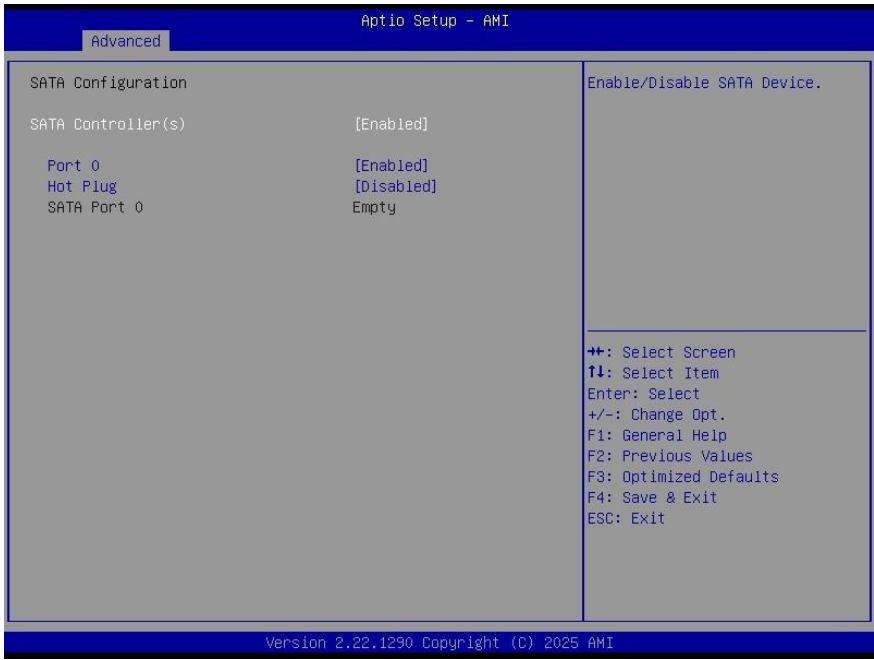 Aptio Setup - AMI
Advanced
SATA Configuration
SATA Controller(s) [Enabled]
Port 0 [Enabled]
Hot Plug [Disabled]
SATA Port 0 Empty
Enable/Disable SATA Device.
→←: Select Screen
↑↓: Select Item
Enter: Select
+/-: Change Opt.
F1: General Help
F2: Previous Values
F3: Optimized Defaults
F4: Save & Exit
ESC: Exit
Version 2.22.1290 Copyright (C) 2025 AMI